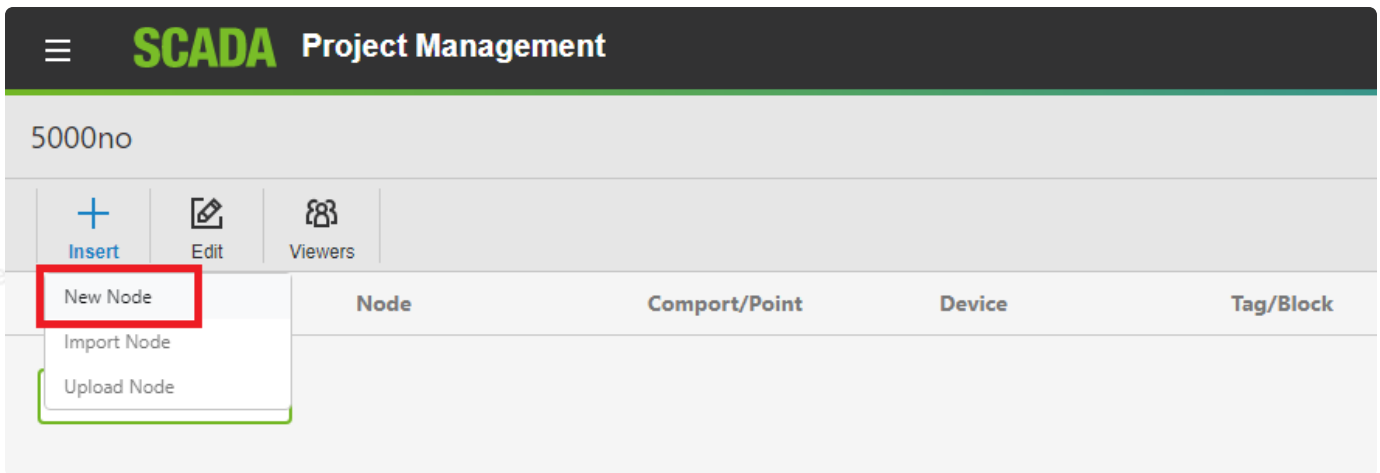 SCADA Project Management
5000no
Insert Edit Viewers
New Node
Node Comport/Point Device Tag/Block
Import Node
Upload Node